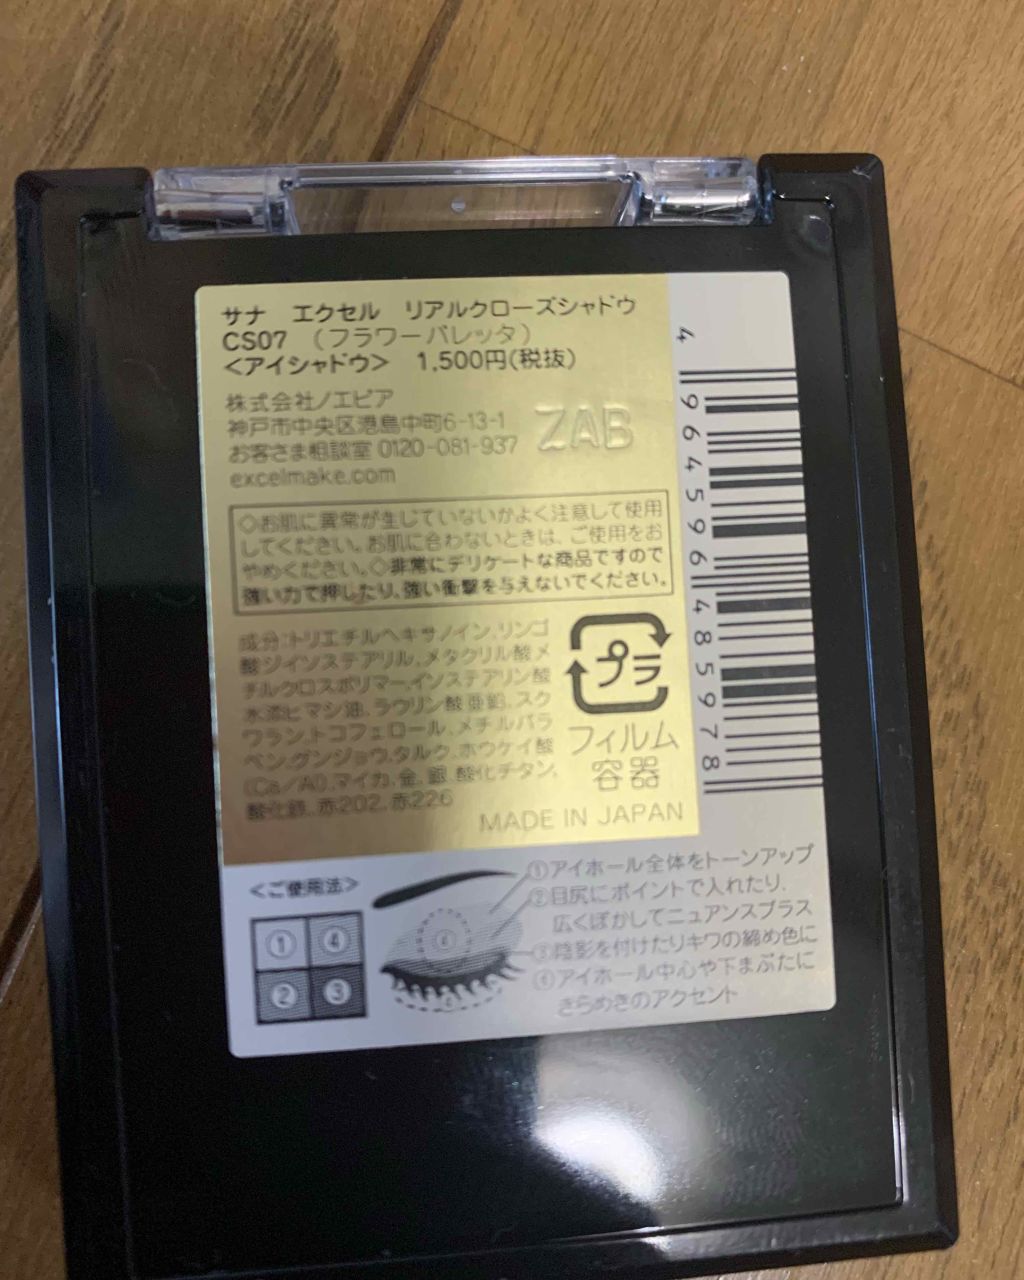 サナ エクセル リアルクローズシャドウ
CS07 (フラワーバレッタ)
<アイシャドウ> 1,500円(税抜)
株式会社ノエビア
神戸市中央区港島中町6-13-1
お客さま相談室 0120-081-937
excelmake.com
ZAB
◇お肌に異常が生じていないかよく注意して使用
してください。お肌に合わないときは、ご使用をお
やめください。◇非常にデリケートな商品ですので
強い力で押したり、強い衝撃を与えないでください。
成分:トリエチルヘキサノイン、リンゴ
酸ジイソステアリル、メタクリル酸メ
チルクロスポリマー、イソステアリン酸
水添ヒマシ油、ラウリン酸亜鉛、スク
ワラン、トコフェロール、メチルパラ
ベン、グンジョウ、タルク、ホウケイ酸
(Ca/Al)、マイカ、金、銀、酸化チタン、
酸化鉄、赤202、赤226
プラ
フィルム
容器
MADE IN JAPAN
4 964596 485978
<ご使用法>
① ④
② ③
①アイホール全体をトーンアップ
②目尻にポイントで入れたり、
広くぼかしてニュアンスプラス
③陰影を付けたりキワの締め色に
④アイホール中心や下まぶたに
きらめきのアクセント